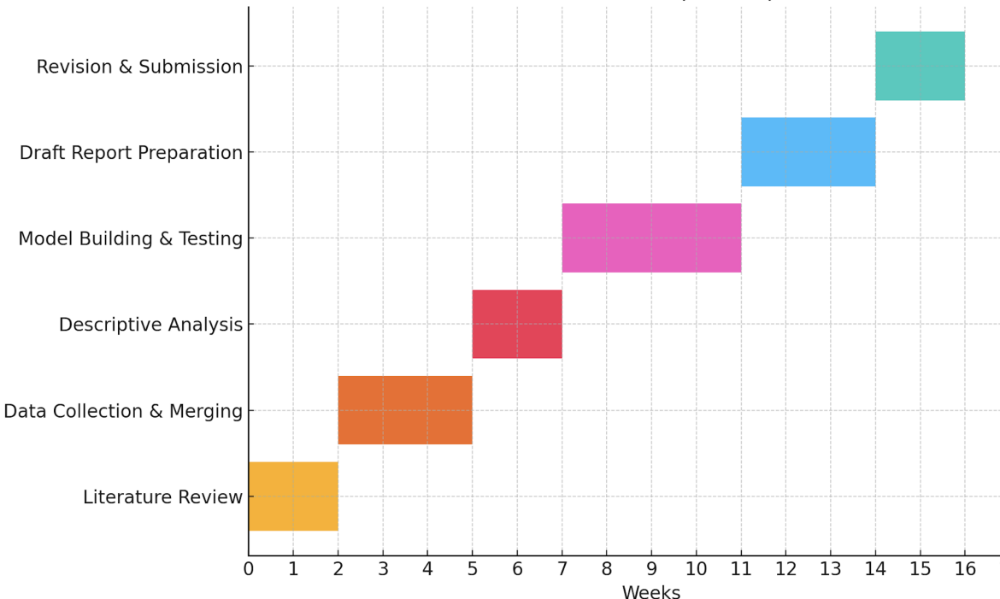 Revision & Submission
Draft Report Preparation
Model Building & Testing
Descriptive Analysis
Data Collection & Merging
Literature Review
0 1 2 3 4 5 6 7 8 9 10 11 12 13 14 15 16
Weeks